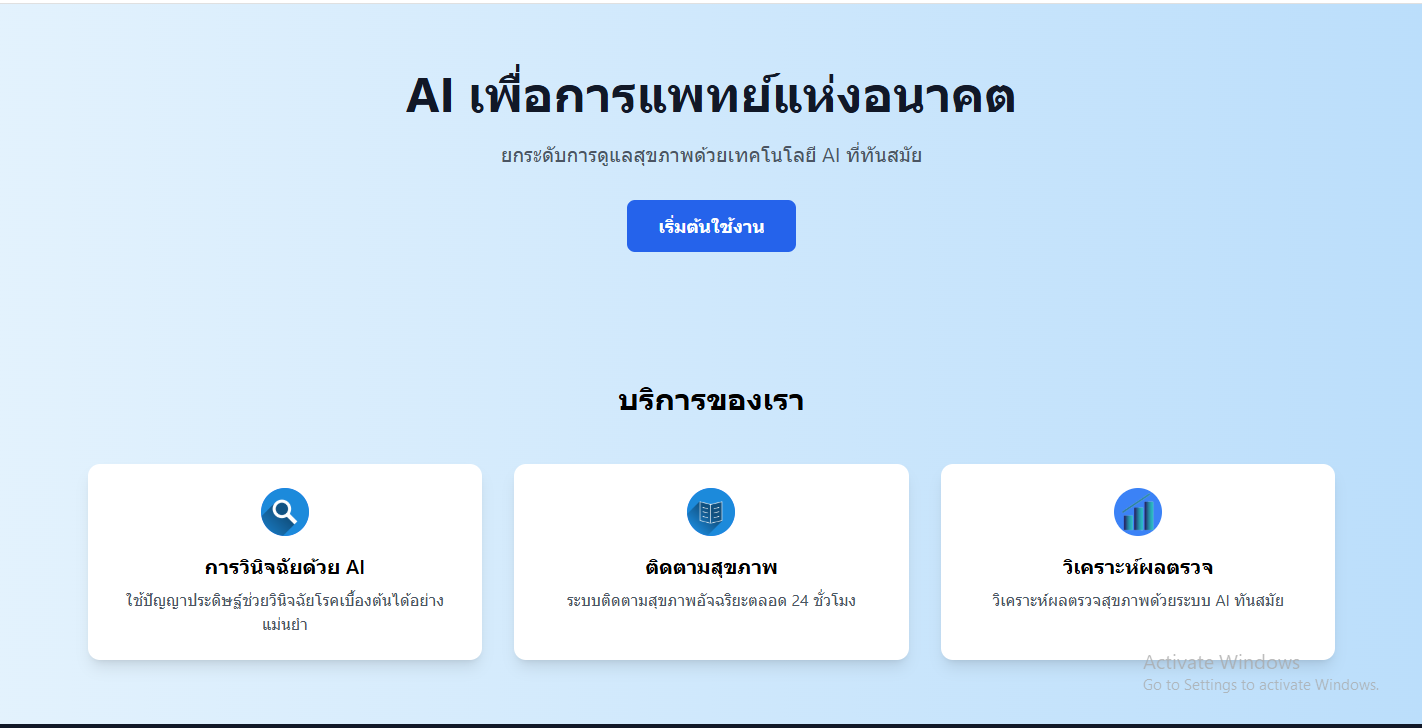 AI เพื่อการแพทย์แห่งอนาคต
ยกระดับการดูแลสุขภาพด้วยเทคโนโลยี AI ที่ทันสมัย
เริ่มต้นใช้งาน
บริการของเรา
การวินิจฉัยด้วย AI
ใช้ปัญญาประดิษฐ์ช่วยวินิจฉัยโรคเบื้องต้นได้อย่าง
แม่นยำ
ติดตามสุขภาพ
ระบบติดตามสุขภาพอัจฉริยะตลอด 24 ชั่วโมง
วิเคราะห์ผลตรวจ
วิเคราะห์ผลตรวจสุขภาพด้วยระบบ AI ทันสมัย
Activate Windows
Go to Settings to activate Windows.